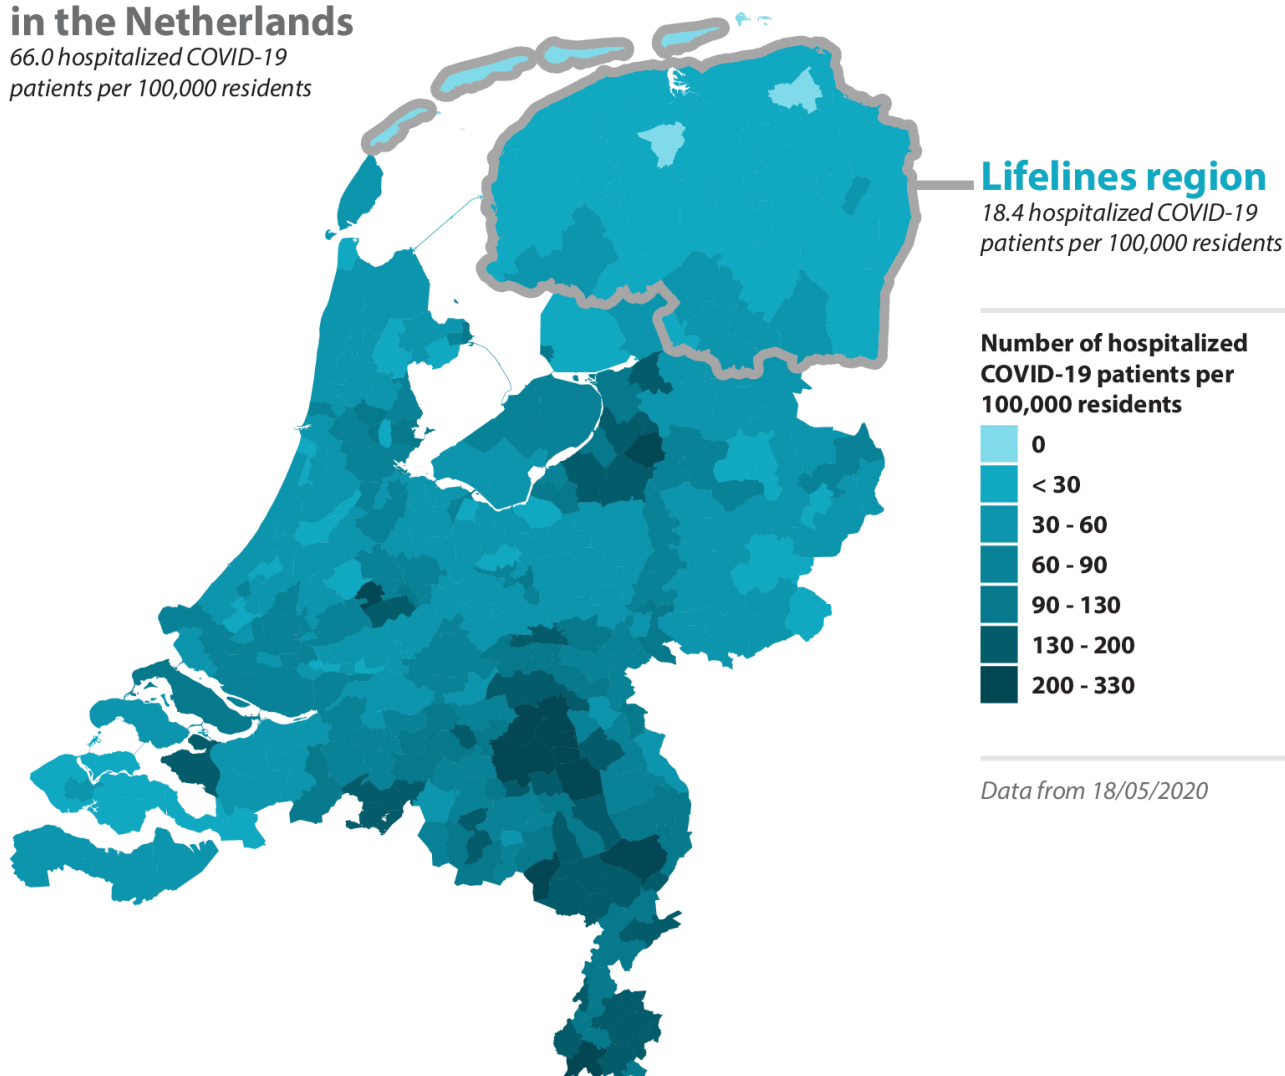 in the Netherlands
66.0 hospitalized COVID-19
patients per 100,000 residents
Lifelines region
18.4 hospitalized COVID-19
patients per 100,000 residents
Number of hospitalized
COVID-19 patients per
100,000 residents
0
< 30
30 - 60
60 - 90
90 - 130
130 - 200
200 - 330
Data from 18/05/2020